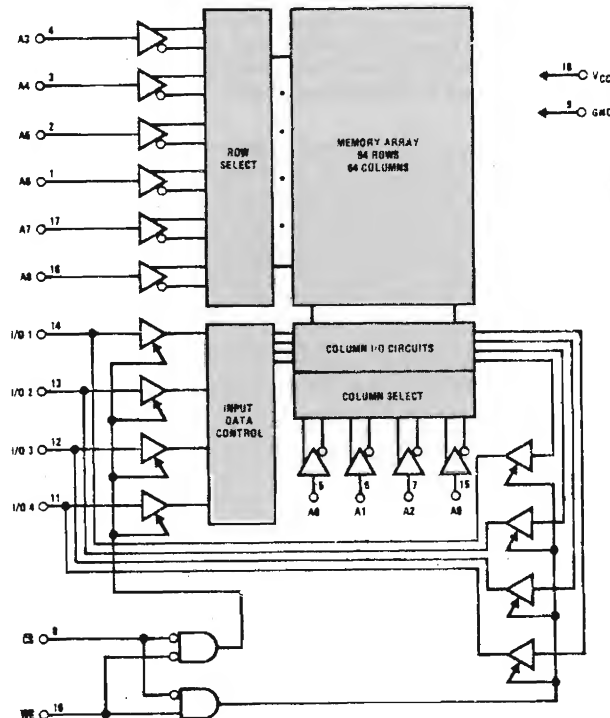 A3 4
A4 3
A5 2
A6 1
A7 17
A8 16
ROW
SELECT
MEMORY ARRAY
64 ROWS
64 COLUMNS
18 VCC
9 GND
I/O 1 14
I/O 2 13
I/O 3 12
I/O 4 11
INPUT
DATA
CONTROL
COLUMN I/O CIRCUITS
COLUMN SELECT
5 6 7 15
A0 A1 A2 A9
CS 8
WE 10